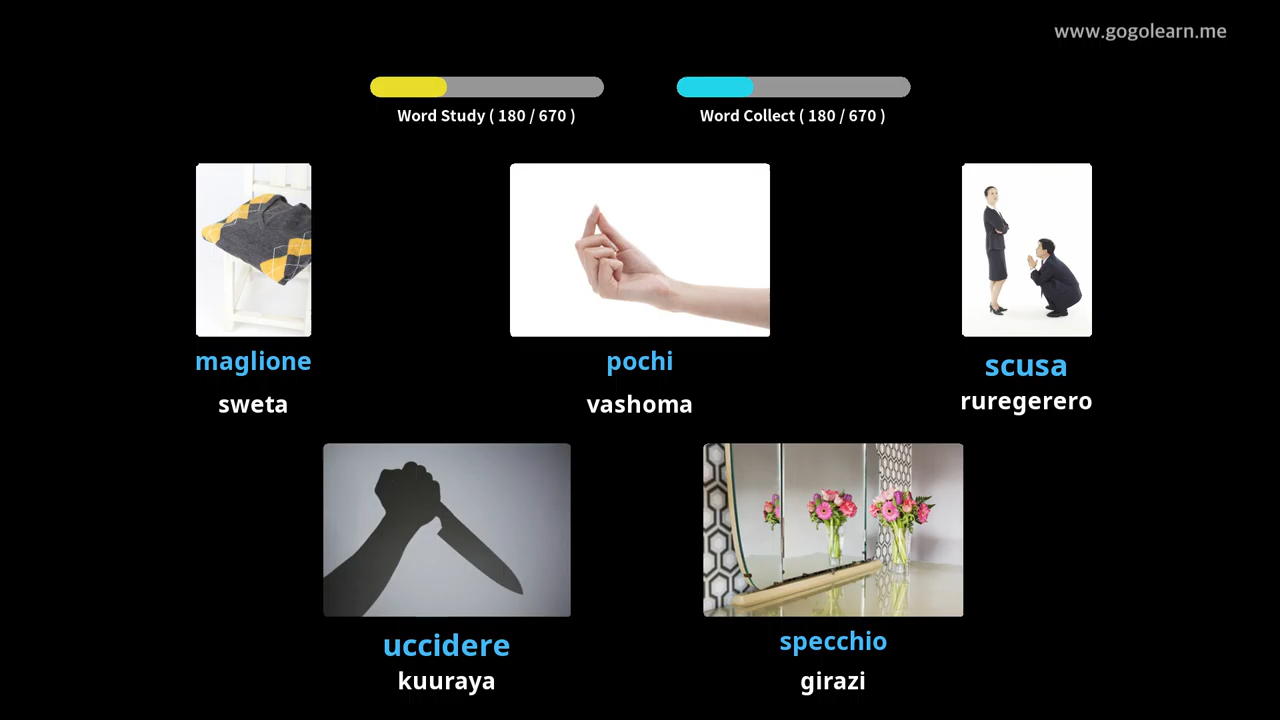 www.gogolearn.me
Word Study ( 180 / 670 )
Word Collect ( 180 / 670 )
maglione
sweta
pochi
vashoma
scusa
ruregerero
uccidere
kuuraya
specchio
girazi